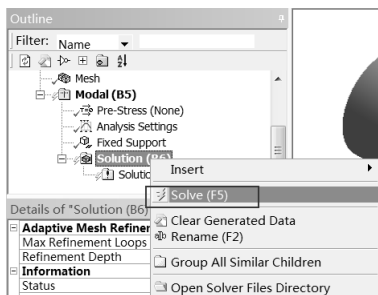 Outline
Filter: Name
Mesh
Modal (B5)
Pre-Stress (None)
Analysis Settings
Fixed Support
Solution (B6)
Solutio
Insert
Solve (F5)
Clear Generated Data
Rename (F2)
Group All Similar Children
Open Solver Files Directory
Details of "Solution (B6)
Adaptive Mesh Refiner
Max Refinement Loops
Refinement Depth
Information
Status